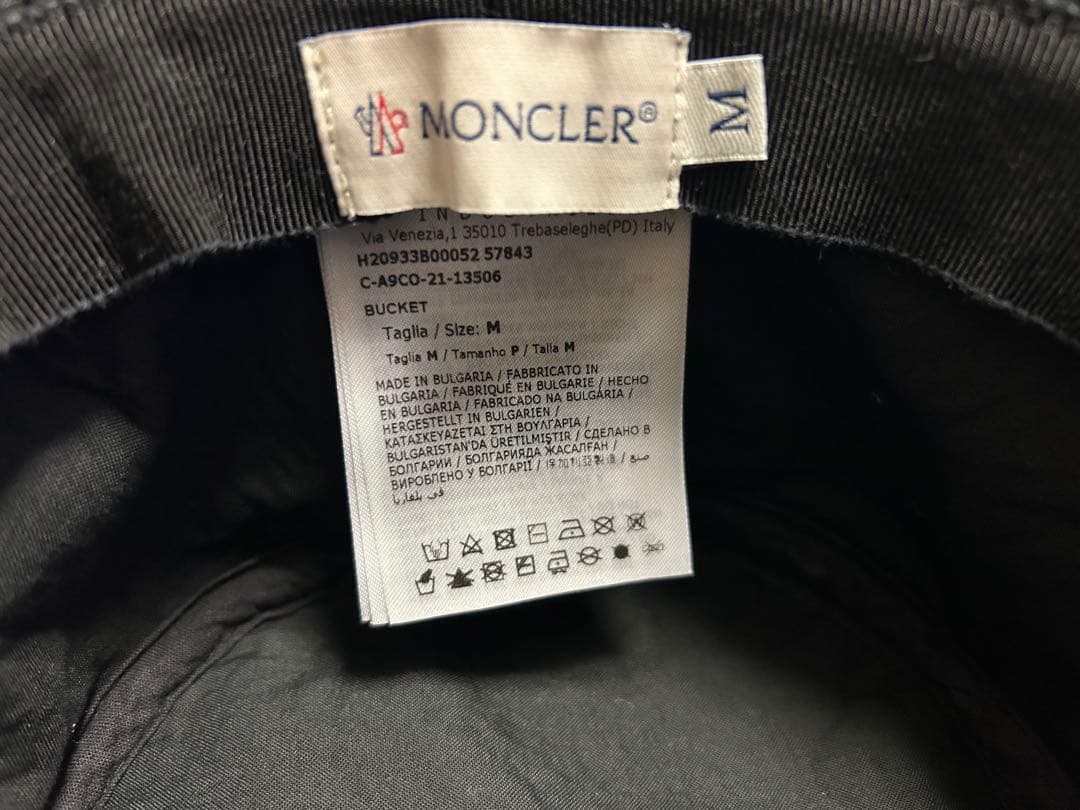 MONCLER®
M
Via Venezia,1 35010 Trebaseleghe(PD) Italy
H20933B00052 57843
C-A9CO-21-13506
BUCKET
Taglia / Size: M
Taglia M / Tamanho P / Talla M
MADE IN BULGARIA / FABBRICATO IN
BULGARIA / FABRIQUÉ EN BULGARIE / HECHO
EN BULGARIA / FABRICADO NA BULGÁRIA /
HERGESTELLT IN BULGARIEN /
ΚΑΤΑΣΚΕΥΑΖΕΤΑΙ ΣΤΗ ΒΟΥΛΓΑΡΙΑ /
BULGARISTAN'DA ÜRETILMIŞTIR / СДЕЛАНО В
БОЛГАРИИ / БОЛГАРИЯДА ЖАСАЛҒАН /
ВИРОБЛЕНО У БОЛГАРІЇ / / صنع
في بلغاريا